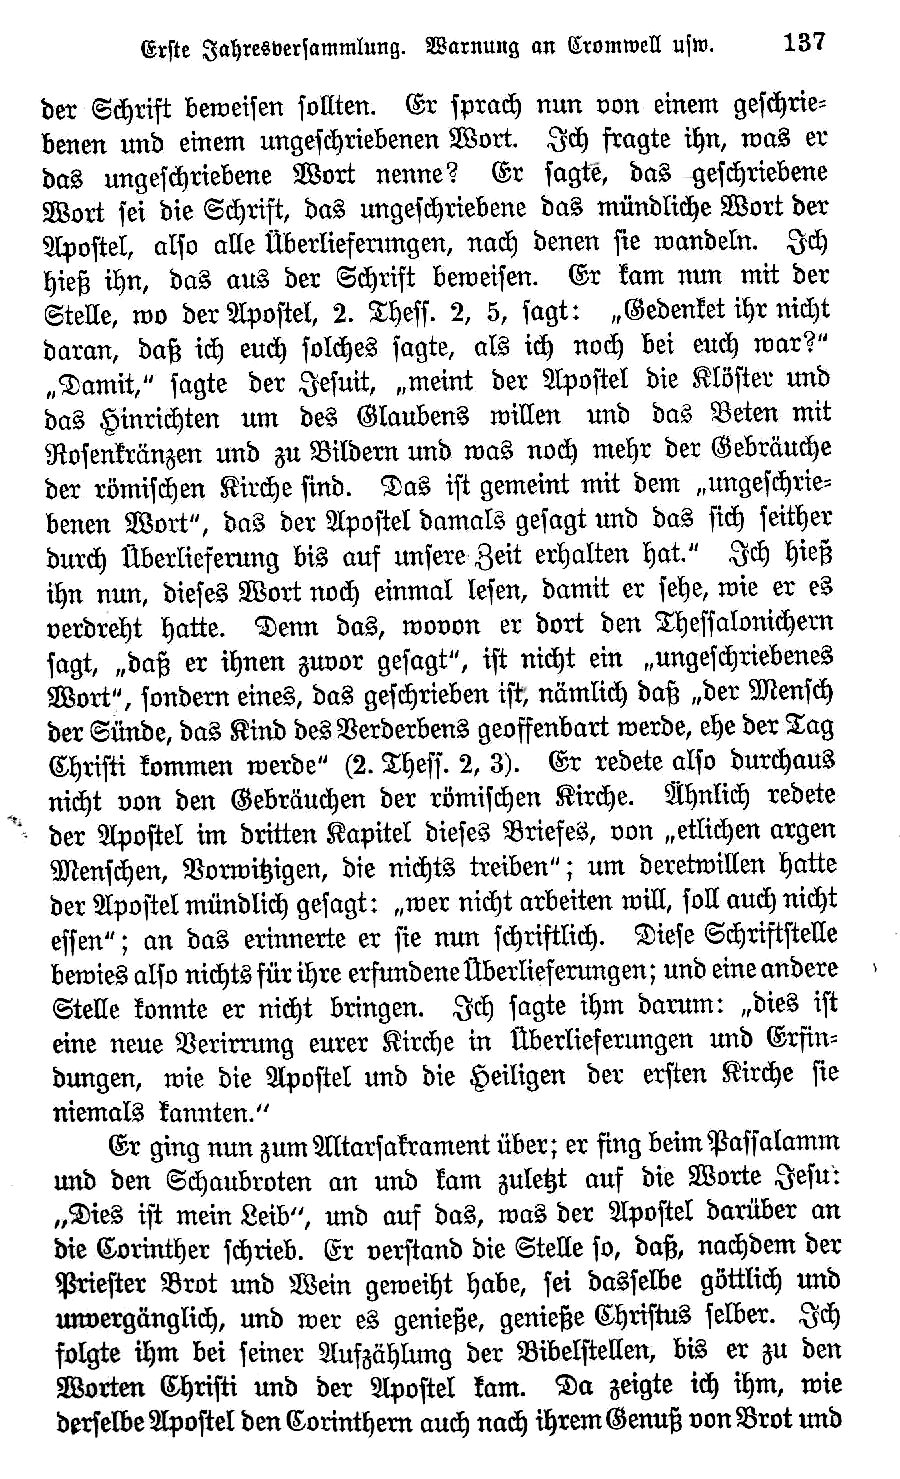 Erste Jahresversammlung. Warnung an Cromwell usw. 137
der Schrift beweisen sollten. Er sprach nun von einem geschrie-
benen und einem ungeschriebenen Wort. Ich fragte ihn, was er
das ungeschriebene Wort nenne? Er sagte, das geschriebene
Wort sei die Schrift, das ungeschriebene das mündliche Wort der
Apostel, also alle Überlieferungen, nach denen sie wandeln. Ich
hieß ihn, das aus der Schrift beweisen. Er kam nun mit der
Stelle, wo der Apostel, 2. Thess. 2, 5, sagt: „Gedenket ihr nicht
daran, daß ich euch solches sagte, als ich noch bei euch war?"
„Damit," sagte der Jesuit, „meint der Apostel die Klöster und
das Hinrichten um des Glaubens willen und das Beten mit
Rosenkränzen und zu Bildern und was noch mehr der Gebräuche
der römischen Kirche sind. Das ist gemeint mit dem „ungeschrie-
benen Wort", das der Apostel damals gesagt und das sich seither
durch Überlieferung bis auf unsere Zeit erhalten hat." Ich hieß
ihn nun, dieses Wort noch einmal lesen, damit er sehe, wie er es
verdreht hatte. Denn das, wovon er dort den Thessalonichern
sagt, „daß er ihnen zuvor gesagt", ist nicht ein „ungeschriebenes
Wort", sondern eines, das geschrieben ist, nämlich daß „der Mensch
der Sünde, das Kind des Verderbens geoffenbart werde, ehe der Tag
Christi kommen werde" (2. Thess. 2, 3). Er redete also durchaus
nicht von den Gebräuchen der römischen Kirche. Ähnlich redete
der Apostel im dritten Kapitel dieses Briefes, von „etlichen argen
Menschen, Vorwitzigen, die nichts treiben"; um deretwillen hatte
der Apostel mündlich gesagt: „wer nicht arbeiten will, soll auch nicht
essen"; an das erinnerte er sie nun schriftlich. Diese Schriftstelle
bewies also nichts für ihre erfundene Überlieferungen; und eine andere
Stelle konnte er nicht bringen. Ich sagte ihm darum: „dies ist
eine neue Verirrung eurer Kirche in Überlieferungen und Erfin-
dungen, wie die Apostel und die Heiligen der ersten Kirche sie
niemals kannten."
Er ging nun zum Altarsakrament über; er fing beim Passalamm
und den Schaubroten an und kam zuletzt auf die Worte Jesu:
„Dies ist mein Leib", und auf das, was der Apostel darüber an
die Corinther schrieb. Er verstand die Stelle so, daß, nachdem der
Priester Brot und Wein geweiht habe, sei dasselbe göttlich und
unvergänglich, und wer es genieße, genieße Christus selber. Ich
folgte ihm bei seiner Aufzählung der Bibelstellen, bis er zu den
Worten Christi und der Apostel kam. Da zeigte ich ihm, wie
derselbe Apostel den Corinthern auch nach ihrem Genuß von Brot und